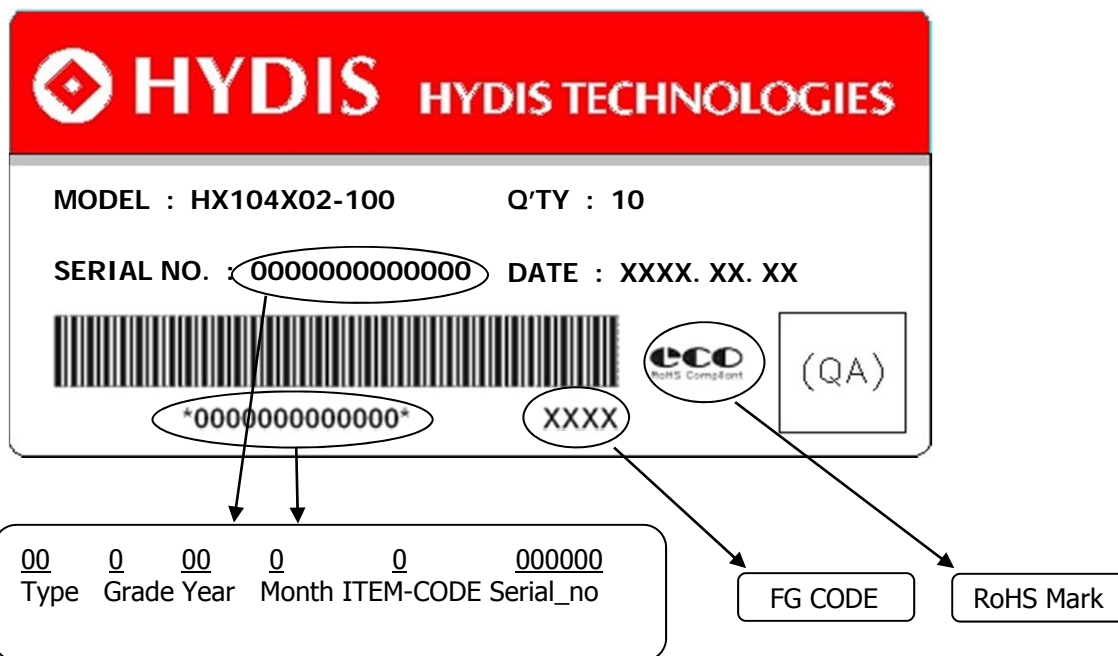 HYDIS HYDIS TECHNOLOGIES
MODEL : HX104X02-100 Q'TY : 10
SERIAL NO. : 0000000000000 DATE : XXXX. XX. XX
eco
RoHS Compliant
(QA)
*0000000000000* XXXX
00 0 00 0 0 000000
Type Grade Year Month ITEM-CODE Serial_no
FG CODE
RoHS Mark